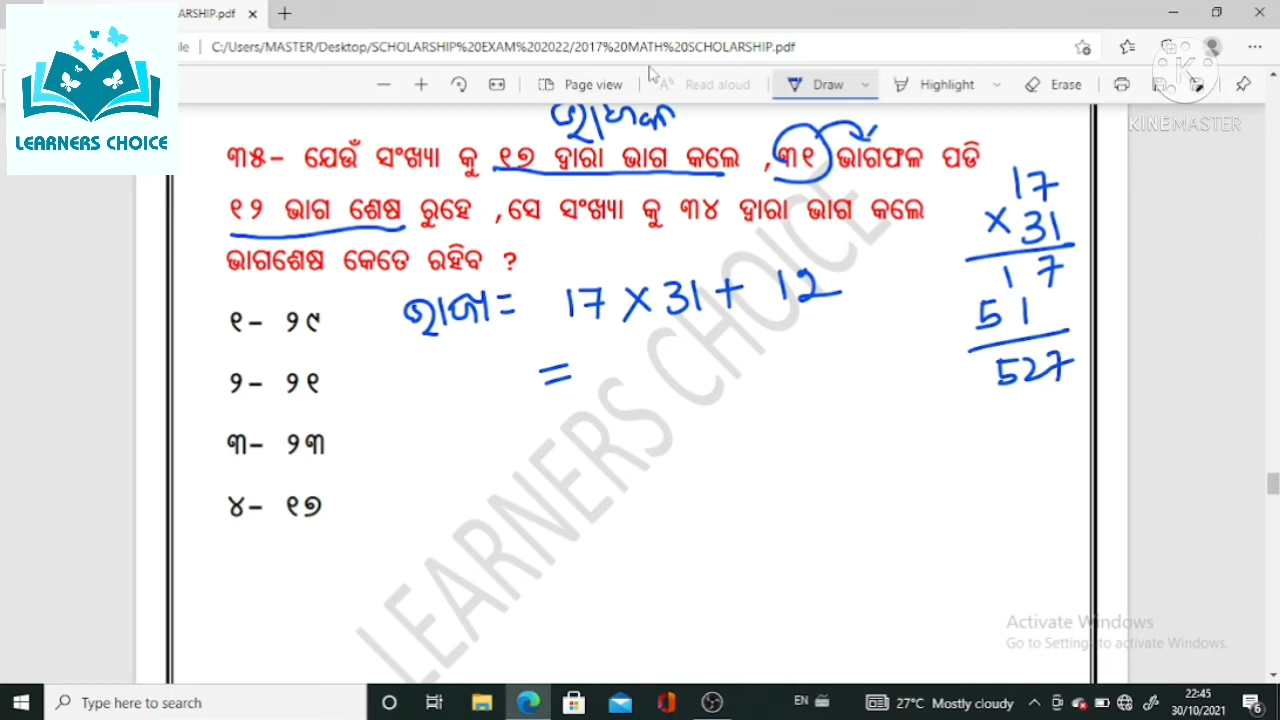 ARSHIP.pdf
C:/Users/MASTER/Desktop/SCHOLARSHIP%20EXAM%202022/2017%20MATH%20SCHOLARSHIP.pdf
Page view
Read aloud
Draw
Highlight
Erase
K
KINEMASTER
LEARNERS CHOICE
ଭାଜକ
୩୫- ଯେଉଁ ସଂଖ୍ୟା କୁ ୧୭ ଦ୍ୱାରା ଭାଗ କଲେ ,୩୧ ଭାଗଫଳ ପଡି
୧୨ ଭାଗ ଶେଷ ରୁହେ ,ସେ ସଂଖ୍ୟା କୁ ୩୪ ଦ୍ୱାରା ଭାଗ କଲେ
ଭାଗଶେଷ କେତେ ରହିବ ?
ଭାଜ୍ୟ = 17 × 31 + 12
=
୧- ୨୯
୨- ୨୧
୩- ୨୩
୪- ୧୭
17
× 31
17
51
527
LEARNERS CHOICE
Activate Windows
Go to Settings to activate Windows.
Type here to search
27°C Mostly cloudy
EN
22:45
30/10/2021
6